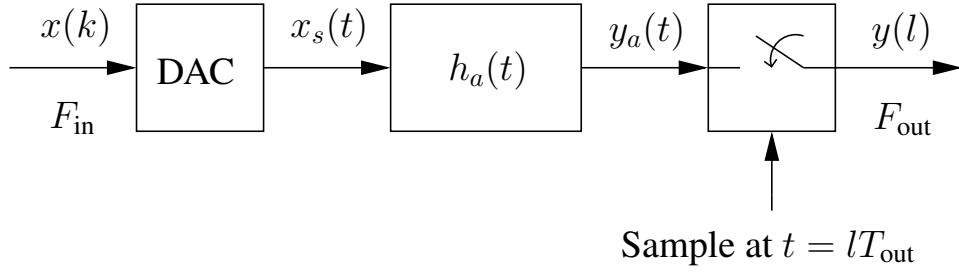 x(k) x_s(t) y_a(t) y(l)
DAC h_a(t)
F_in F_out
Sample at t = lT_out